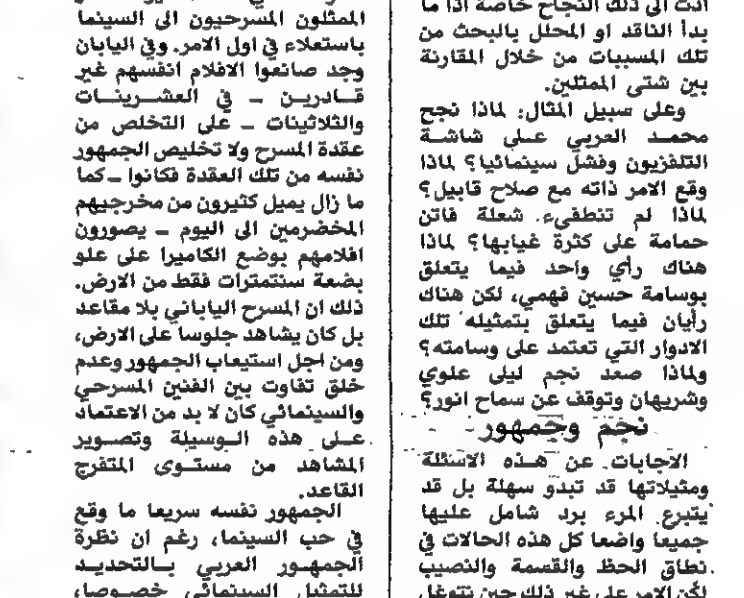 ادت الى ذلك النجاح خاصة اذا ما
بدأ الناقد او المحلل بالبحث من
تلك المسببات من خلال المقارنة
بين شتى الممثلين.
وعلى سبيل المثال: لماذا نجح
محمد العربي على شاشة
التلفزيون وفشل سينمائيا؟ لماذا
وقع الامر ذاته مع صلاح قابيل؟
لماذا لم تنطفيء شعلة فاتن
حمامة على كثرة غيابها؟ لماذا
هناك رأي واحد فيما يتعلق
بوسامة حسين فهمي، لكن هناك
رأيان فيما يتعلق بتمثيله تلك
الادوار التي تعتمد على وسامته؟
ولماذا صعد نجم ليلى علوي
وشريهان وتوقف عن سماح انور؟
نجم وجمهور
الاجابات عن هذه الاسئلة
ومثيلاتها قد تبدو سهلة بل قد
يتبرع المرء برد شامل عليها
جميعا واضعا كل هذه الحالات في
نطاق الحظ والقسمة والنصيب
لكن الامر على غير ذلك حين نتوغل
الممثلون المسرحيون الى السينما
باستعلاء في اول الامر. وفي اليابان
وجد صانعوا الافلام انفسهم غير
قادرين - في العشرينات
والثلاثينات - على التخلص من
عقدة المسرح ولا تخليص الجمهور
نفسه من تلك العقدة فكانوا - كما
ما زال يميل كثيرون من مخرجيهم
المخضرمين الى اليوم - يصورون
افلامهم بوضع الكاميرا على علو
بضعة سنتمترات فقط من الارض.
ذلك ان المسرح الياباني بلا مقاعد
بل كان يشاهد جلوسا على الارض،
ومن اجل استيعاب الجمهور وعدم
خلق تفاوت بين الفنين المسرحي
والسينمائي كان لا بد من الاعتماد
على هذه الوسيلة وتصوير
المشاهد من مستوى المتفرج
القاعد.
الجمهور نفسه سريعا ما وقع
في حب السينما، رغم ان نظرة
الجمهور العربي بالتحديد
للتمثيل السينمائي خصوصا،